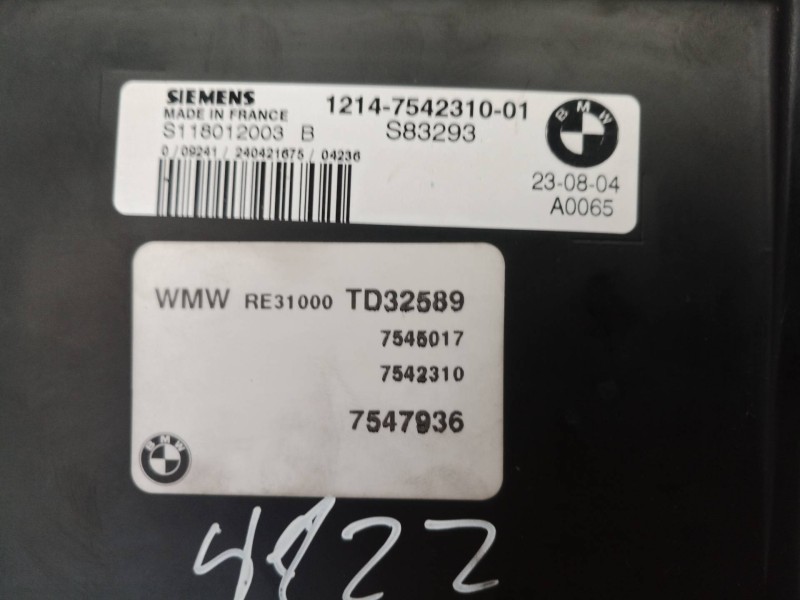 SIEMENS 1214-7542310-01
MADE IN FRANCE
S118012003 B S83293
0 / 09241 / 240421675 / 04236
BMW
23-08-04
A0065
WMW RE31000 TD32589
7545017
7542310
7547936
BMW